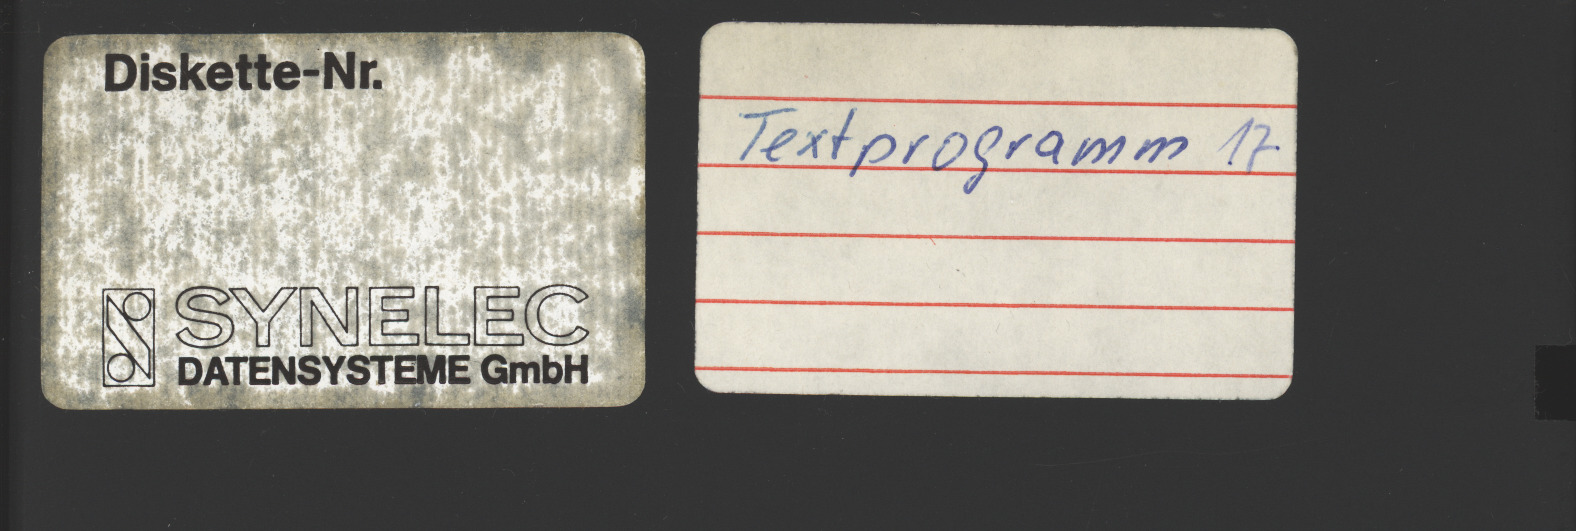 Diskette-Nr.
SYNELEC
DATENSYSTEME GmbH
Textprogramm 17